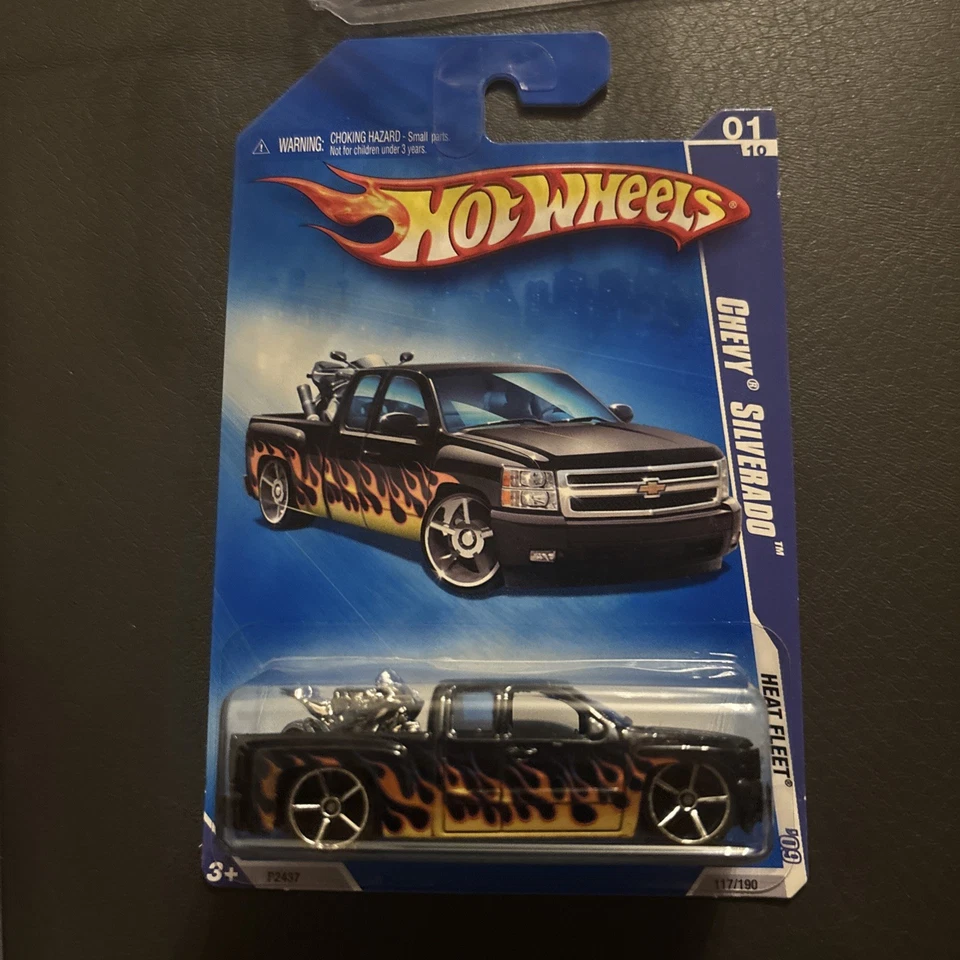 WARNING: CHOKING HAZARD - Small parts.
Not for children under 3 years.
01
10
HOT WHEELS®
CHEVY® SILVERADO™
HEAT FLEET®
'09
3+
P2437
117/190